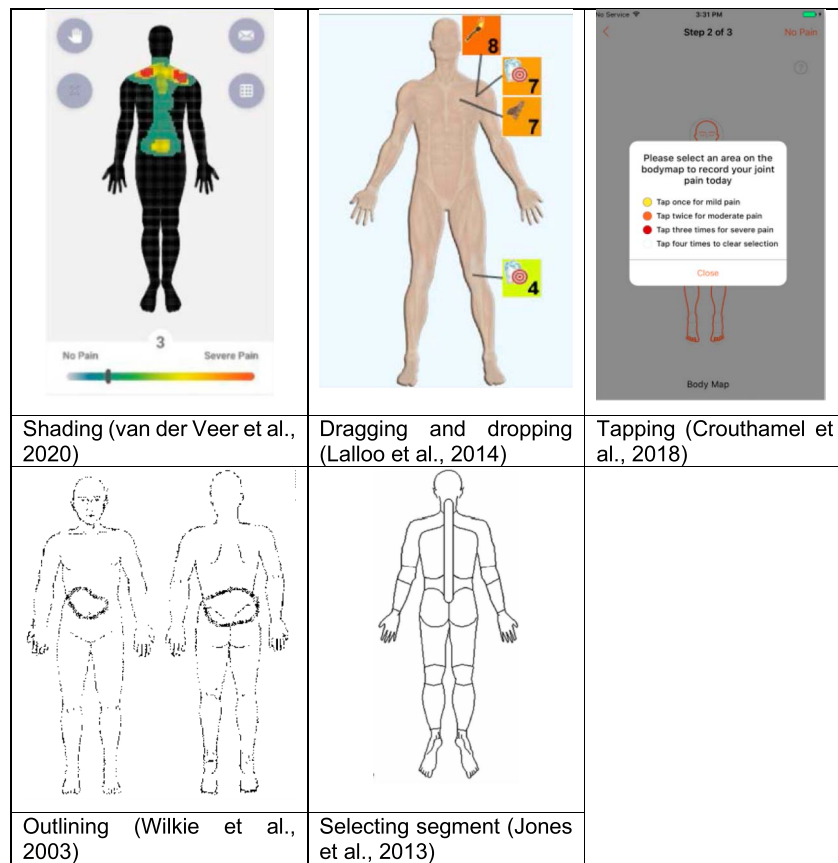 8
7
7
4
3
No Pain Severe Pain
No Service 3:31 PM
Step 2 of 3 No Pain
?
Please select an area on the
bodymap to record your joint
pain today
Tap once for mild pain
Tap twice for moderate pain
Tap three times for severe pain
Tap four times to clear selection
Close
Body Map
Shading (van der Veer et al.,
2020)
Dragging and dropping
(Lalloo et al., 2014)
Tapping (Crouthamel et
al., 2018)
Outlining (Wilkie et al.,
2003)
Selecting segment (Jones
et al., 2013)